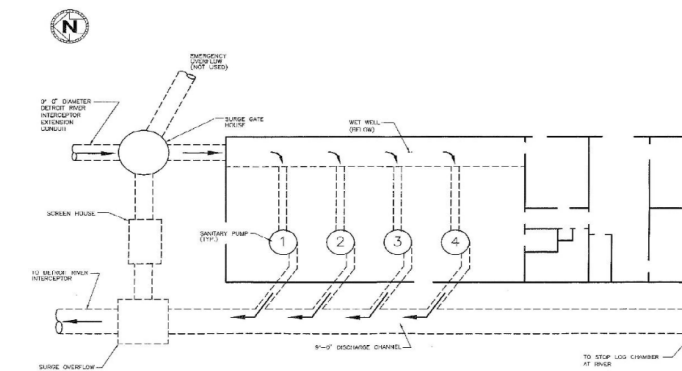 N
EMERGENCY
OVERFLOW
(NOT USED)
DIAMETER
DETROIT RIVER
INTERCEPTOR
EXTENSION
CONDUIT
SURGE GATE
HOUSE
WET WELL
(BELOW)
SCREEN HOUSE
SANITARY PUMP
(TYP.)
1
2
3
4
TO DETROIT RIVER
INTERCEPTOR
9'-0" DISCHARGE CHANNEL
TO STOP LOG CHAMBER
AT RIVER
SURGE OVERFLOW